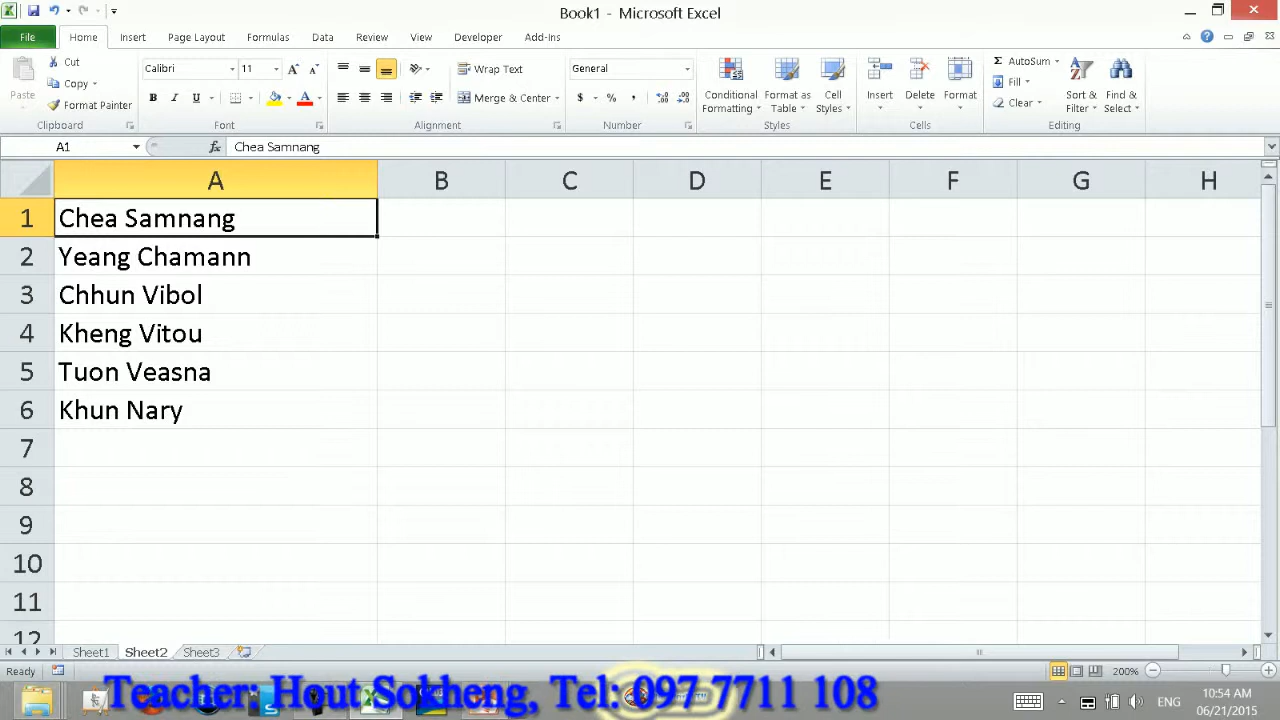 Book1 - Microsoft Excel
File Home Insert Page Layout Formulas Data Review View Developer Add-Ins
Paste Cut Copy Format Painter Clipboard
Calibri 11 B I U A Font
Wrap Text Merge & Center Alignment
General $ % , Number
Conditional Formatting Format as Table Cell Styles Styles
Insert Delete Format Cells
AutoSum Fill Clear Sort & Filter Find & Select Editing
A1 fx Chea Samnang
A B C D E F G H
1 Chea Samnang
2 Yeang Chamann
3 Chhun Vibol
4 Kheng Vitou
5 Tuon Veasna
6 Khun Nary
7
8
9
10
11
12
Sheet1 Sheet2 Sheet3
Ready 200%
Teacher: Hout Sokheng, Tel: 097 7711 108
ENG 10:54 AM
06/21/2015